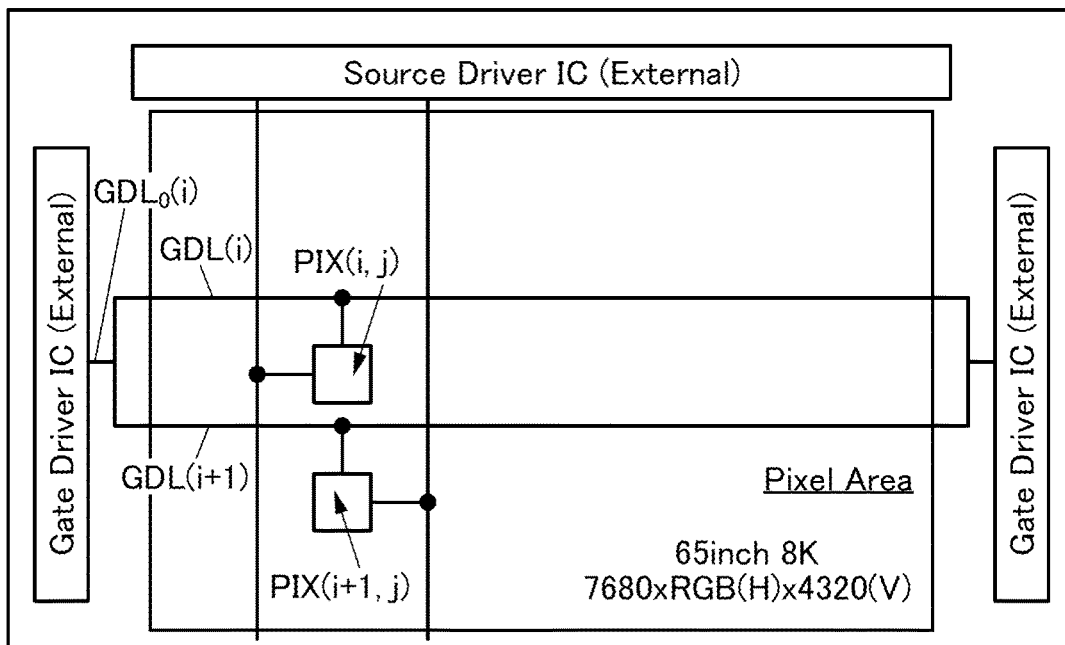 Source Driver IC (External)
Gate Driver IC (External)
GDL₀(i)
GDL(i)
PIX(i, j)
Gate Driver IC (External)
GDL(i+1)
Pixel Area
PIX(i+1, j)
65inch 8K
7680xRGB(H)x4320(V)